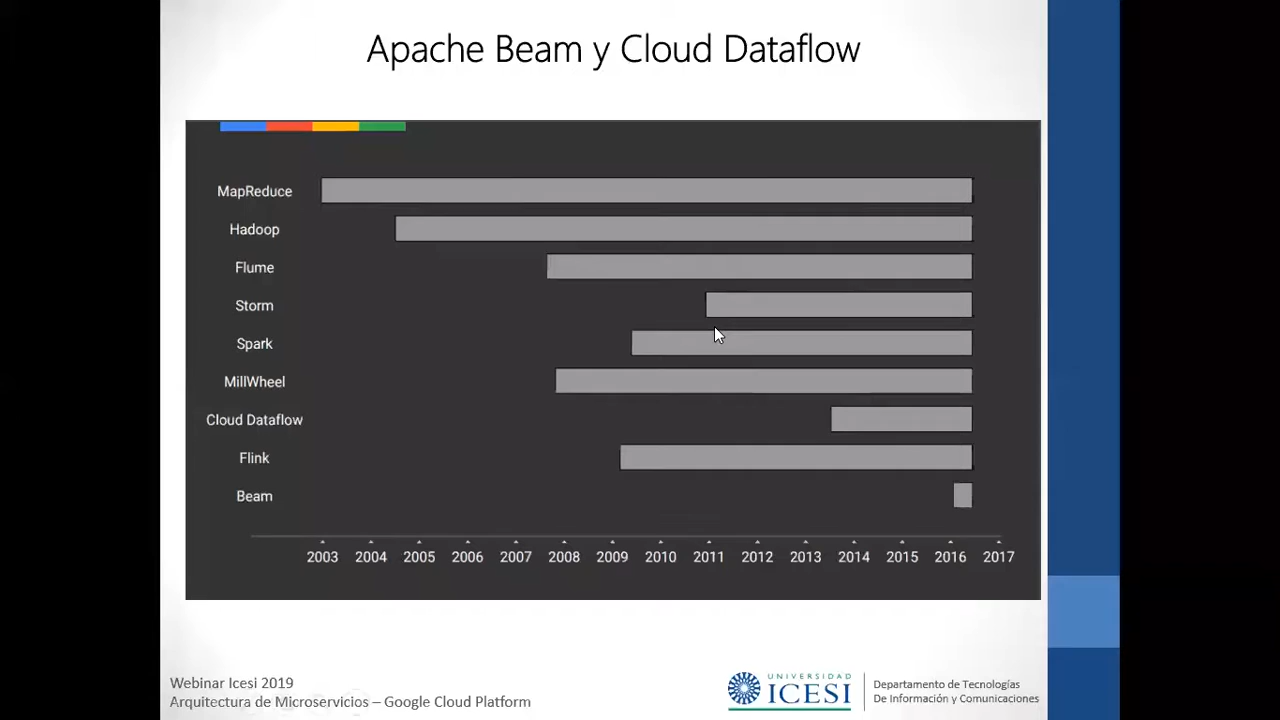 Apache Beam y Cloud Dataflow
MapReduce
Hadoop
Flume
Storm
Spark
MillWheel
Cloud Dataflow
Flink
Beam
2003 2004 2005 2006 2007 2008 2009 2010 2011 2012 2013 2014 2015 2016 2017
Webinar Icesi 2019
Arquitectura de Microservicios – Google Cloud Platform
UNIVERSIDAD
ICESI
Departamento de Tecnologías
De Información y Comunicaciones